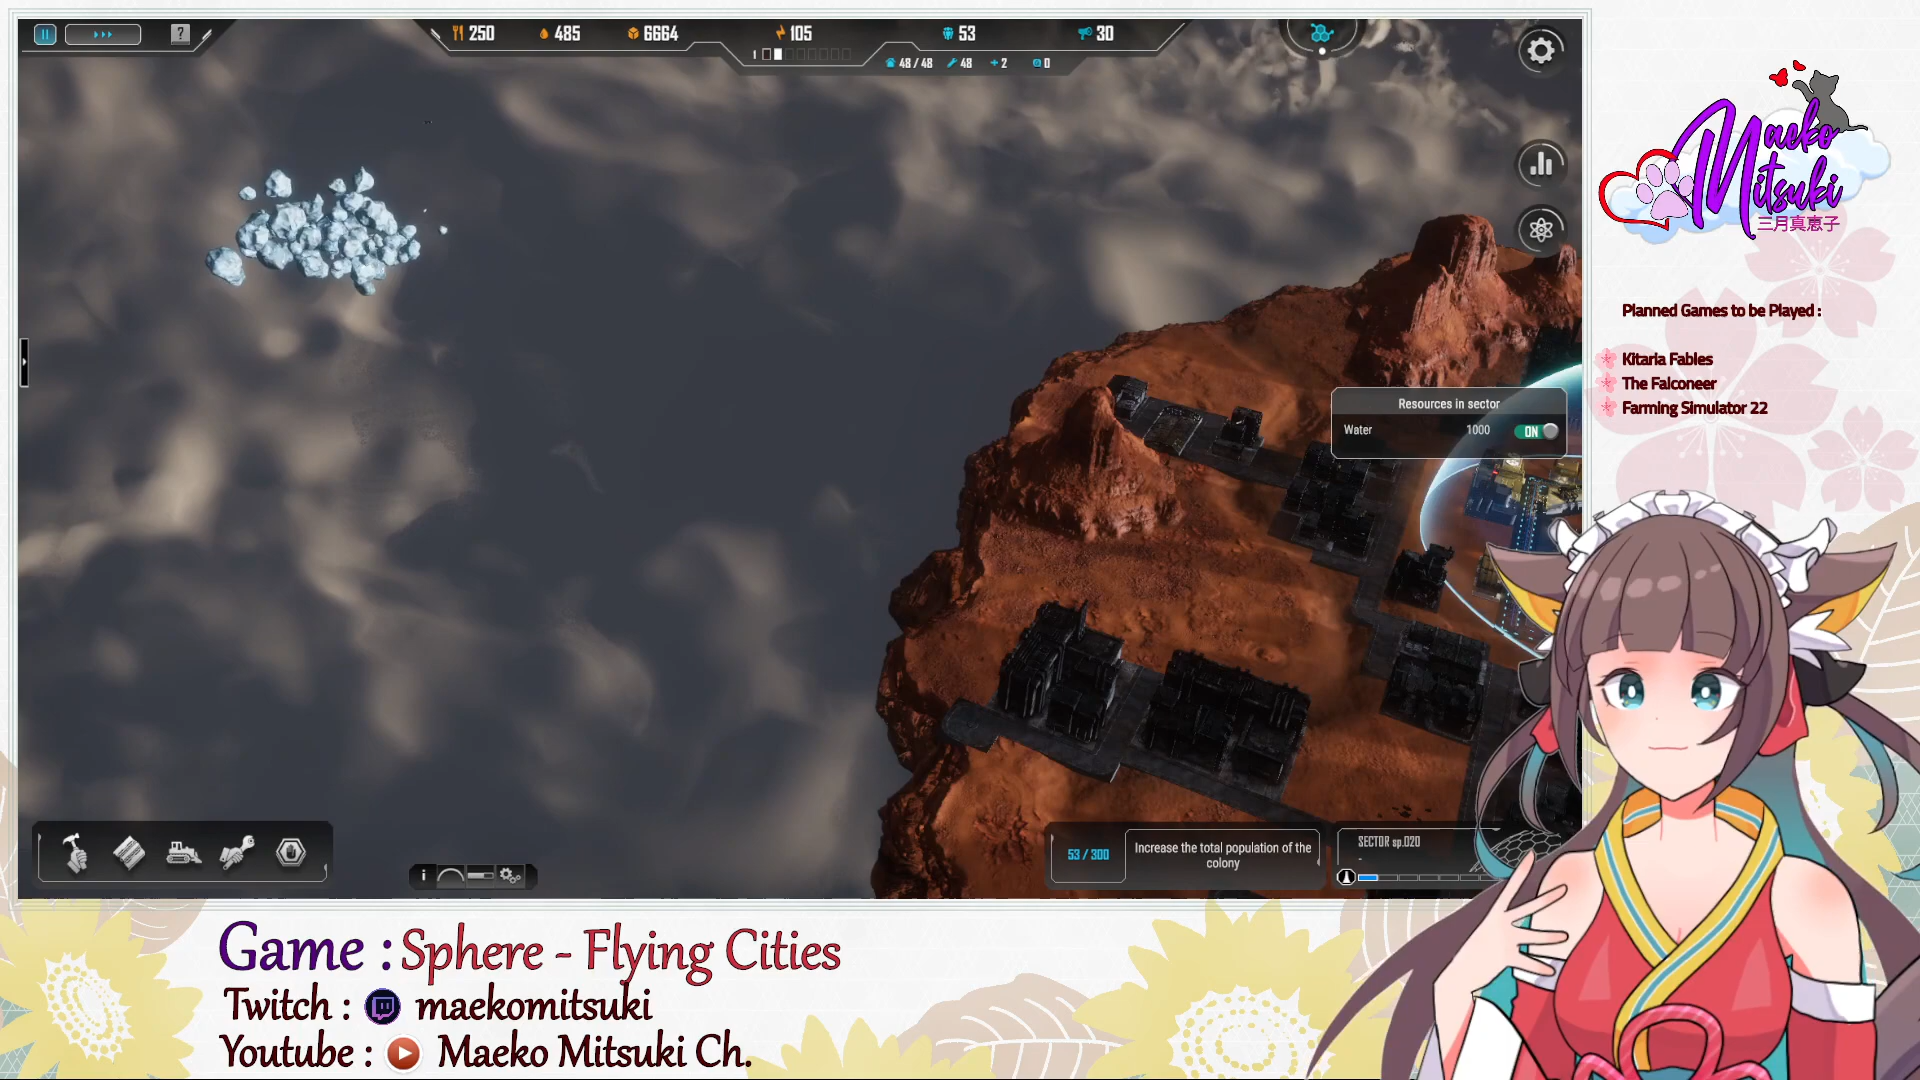 ?
250
485
6664
105
53
30
1
48 / 48
48
2
0
Maeko
Mitsuki
三月真恵子
Planned Games to be Played :
Kitaria Fables
The Falconeer
Farming Simulator 22
Resources in sector
Water 1000 ON
i
53 / 300
Increase the total population of the
colony
SECTOR sp.020
-
Game : Sphere - Flying Cities
Twitch : maekomitsuki
Youtube : Maeko Mitsuki Ch.